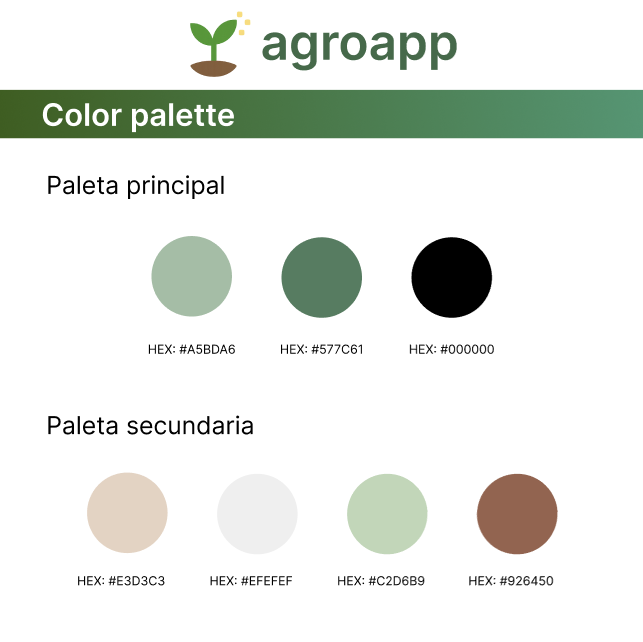 agroapp
Color palette
Paleta principal
HEX: #A5BDA6 HEX: #577C61 HEX: #000000
Paleta secundaria
HEX: #E3D3C3 HEX: #EFEFEF HEX: #C2D6B9 HEX: #926450